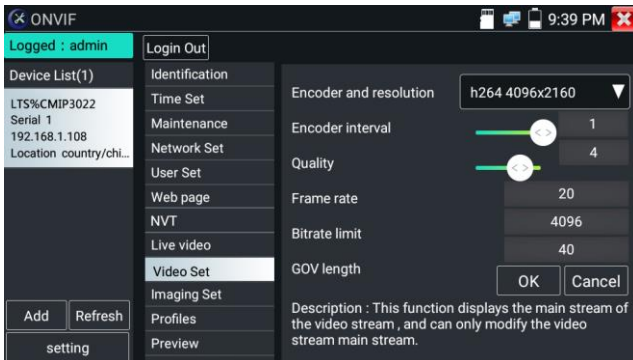 ONVIF
9:39 PM
Logged : admin
Login Out
Device List(1)
LTS%CMIP3022
Serial 1
192.168.1.108
Location country/chi...
Add
Refresh
setting
Identification
Time Set
Maintenance
Network Set
User Set
Web page
NVT
Live video
Video Set
Imaging Set
Profiles
Preview
Encoder and resolution
h264 4096x2160
Encoder interval
1
Quality
4
Frame rate
20
Bitrate limit
4096
GOV length
40
OK
Cancel
Description : This function displays the main stream of
the video stream , and can only modify the video
stream main stream.